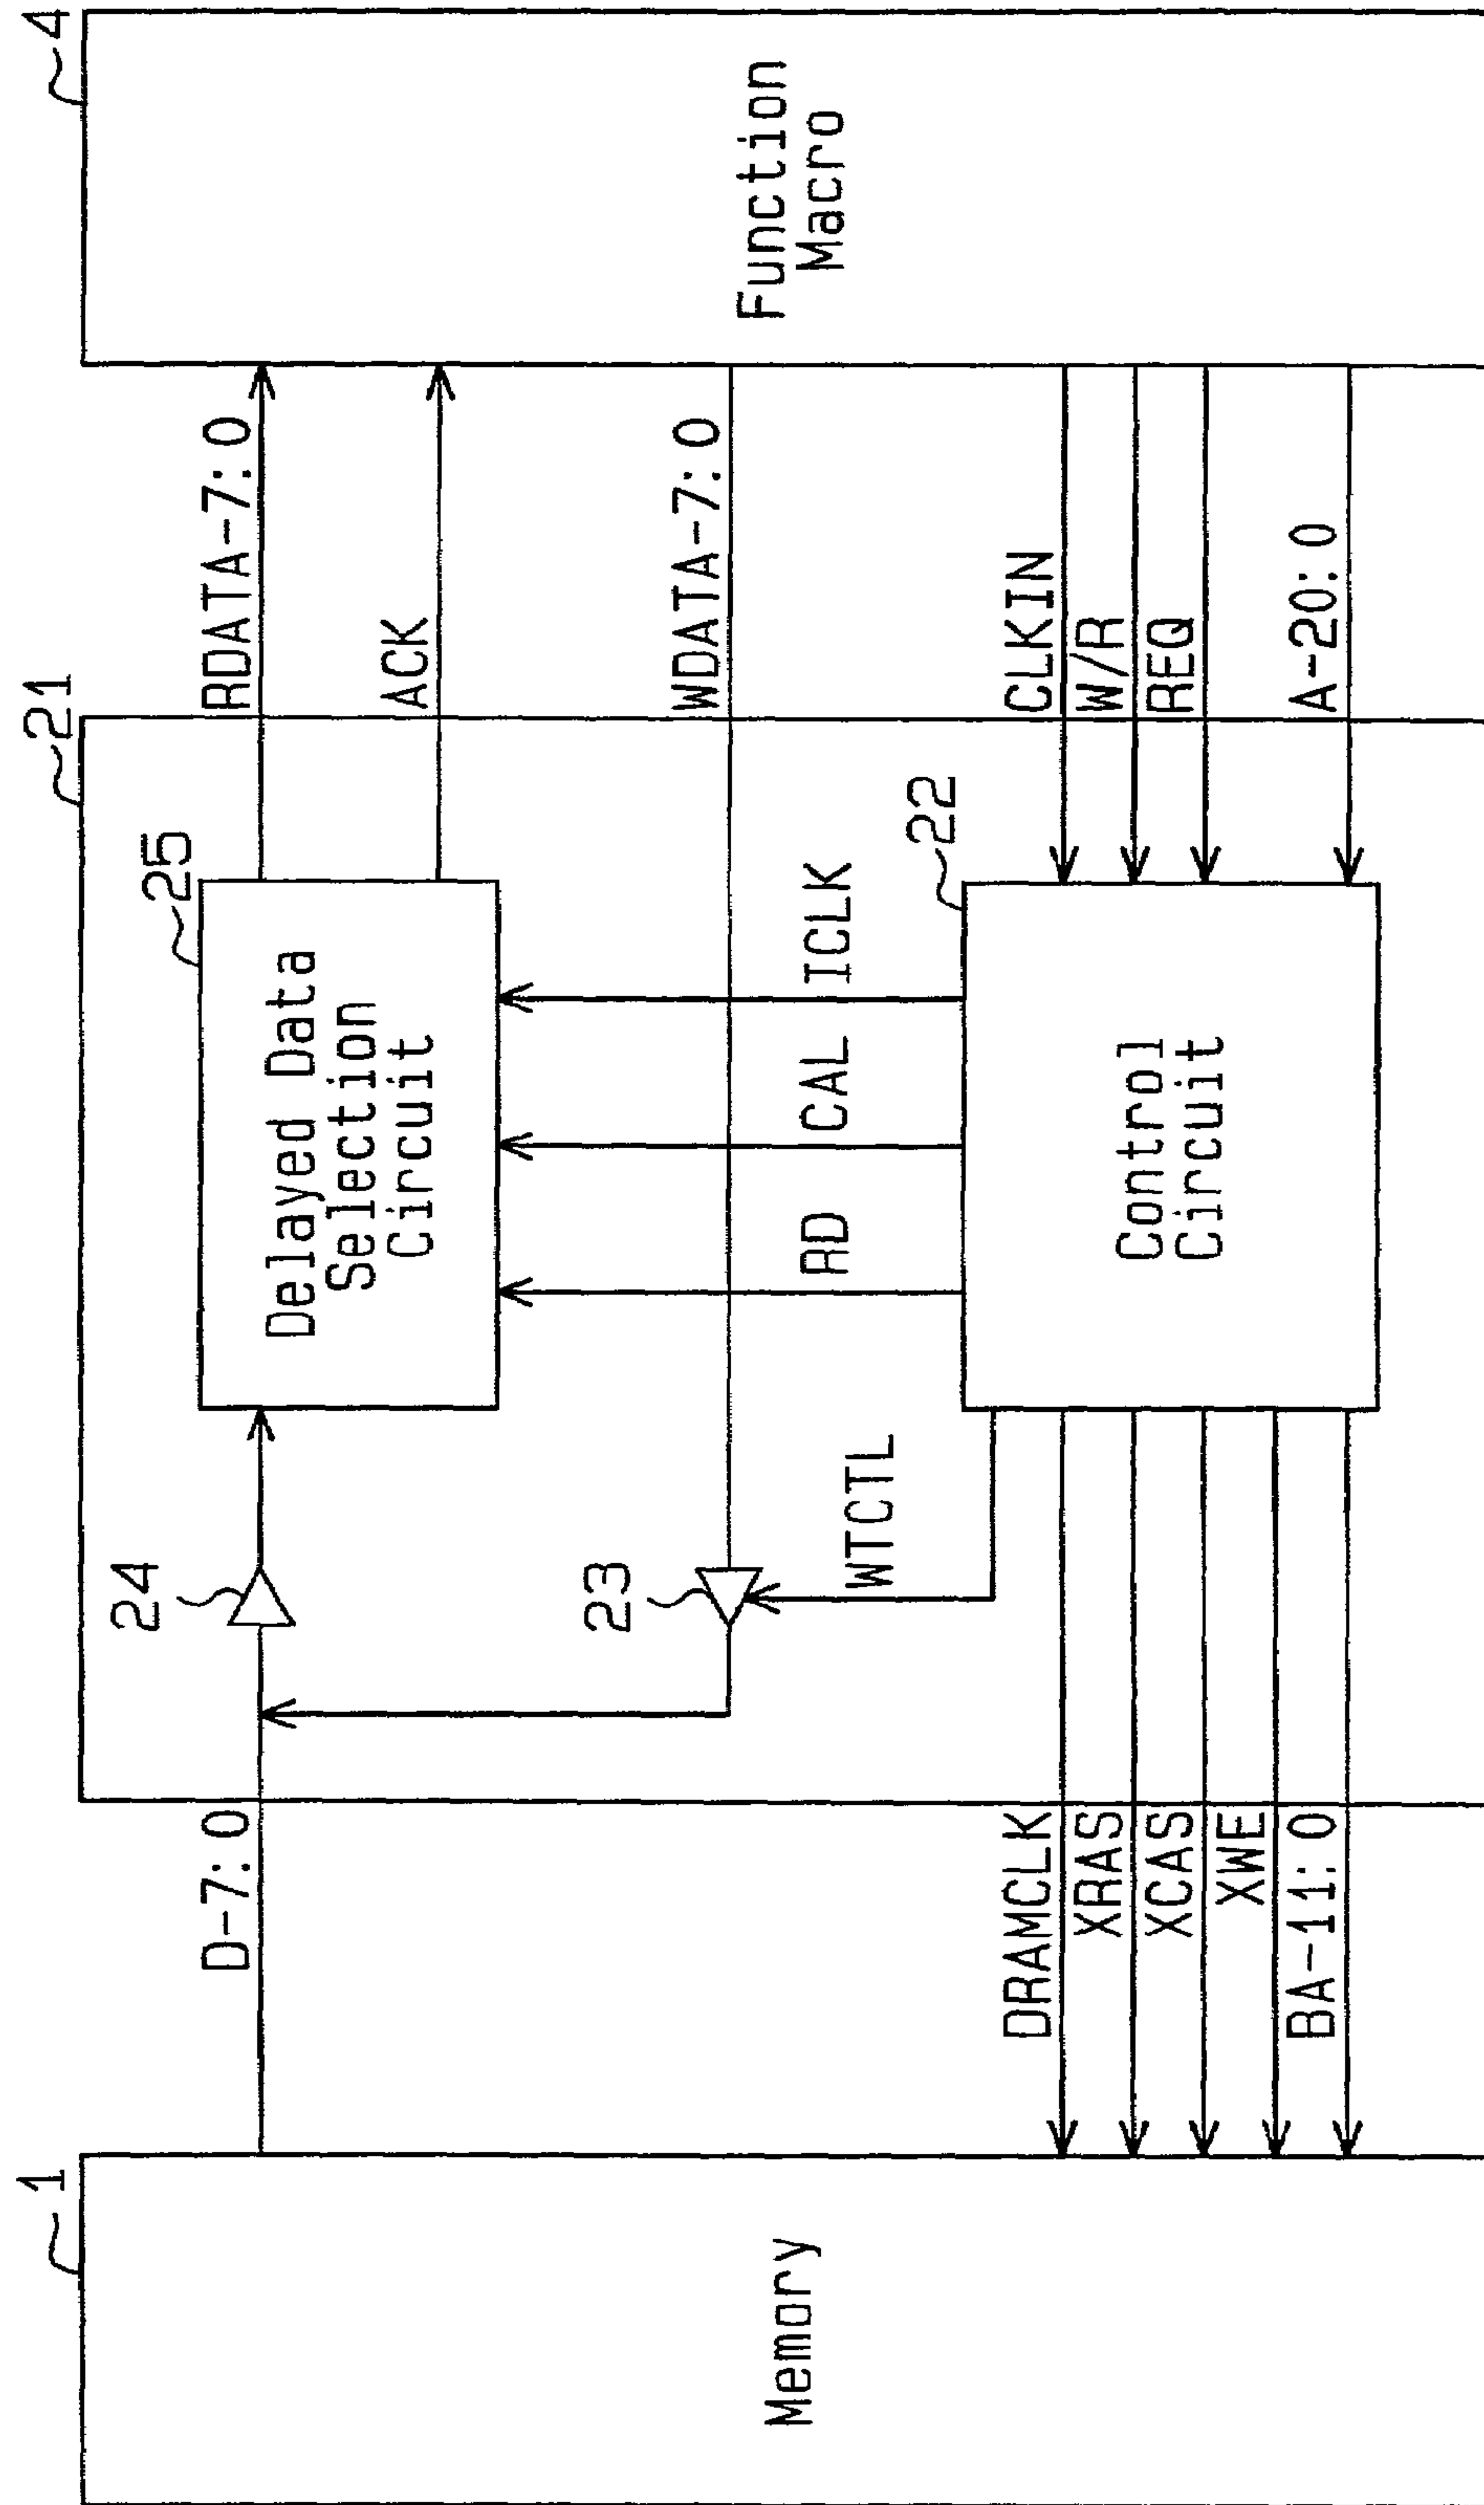 1
Memory
D-7:0
DRAMCLK
XRAS
XCAS
XWE
BA-11:0
21
24
23
WTCTL
25
Delayed Data
Selection
Circuit
RD
CAL
ICLK
22
Control
Circuit
RDATA-7:0
ACK
WDATA-7:0
CLKIN
W/R
REQ
A-20:0
4
Function
Macro